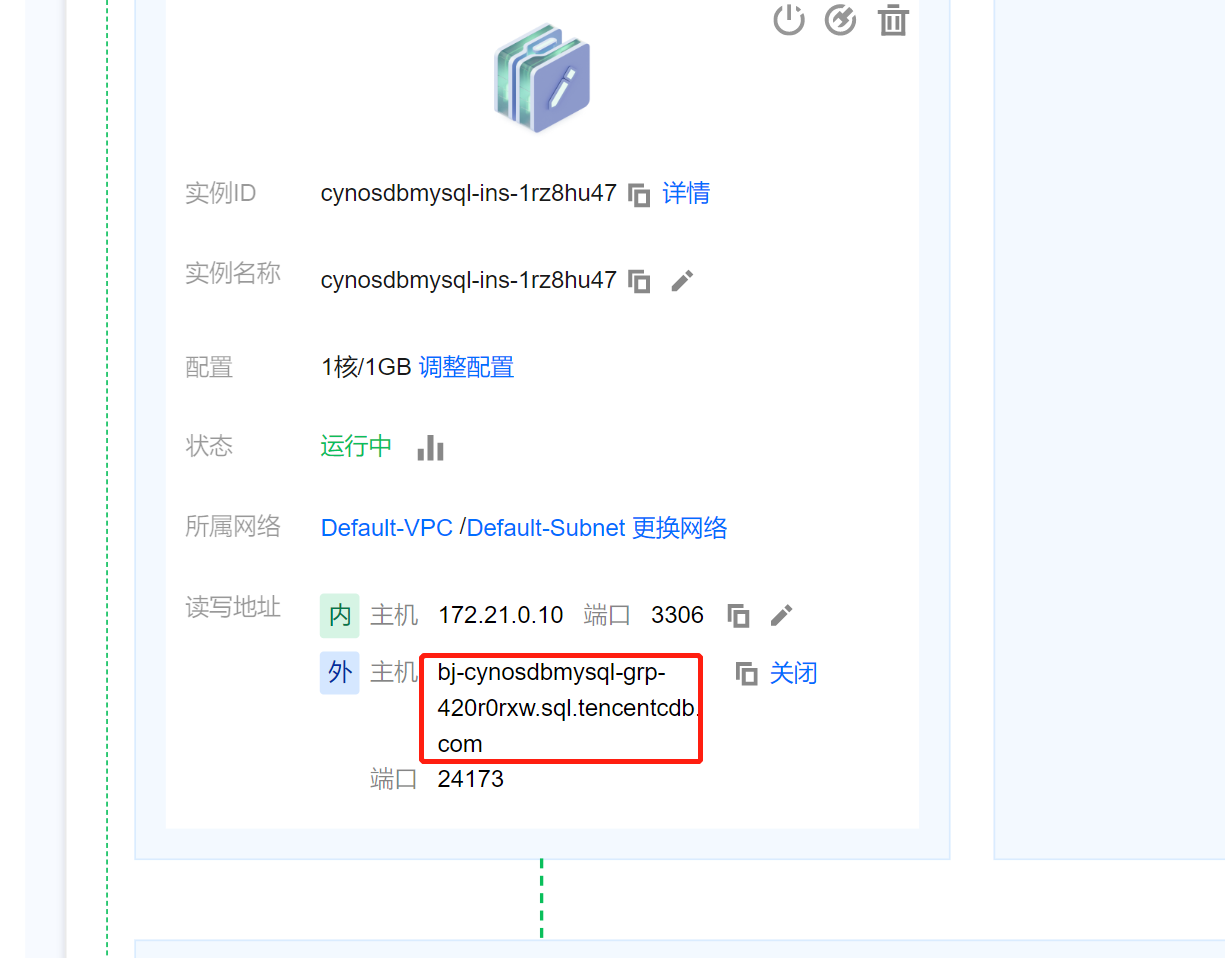 实例ID cynosdbmysql-ins-1rz8hu47 详情
实例名称 cynosdbmysql-ins-1rz8hu47
配置 1核/1GB 调整配置
状态 运行中
所属网络 Default-VPC /Default-Subnet 更换网络
读写地址 内 主机 172.21.0.10 端口 3306
外 主机 bj-cynosdbmysql-grp- 关闭
420r0rxw.sql.tencentcdb.
com
端口 24173